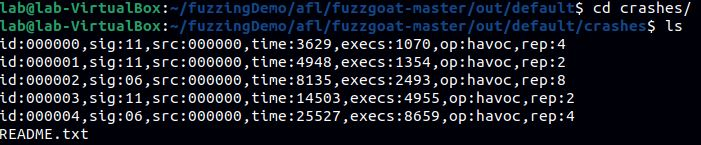 lab@lab-VirtualBox:~/fuzzingDemo/afl/fuzzgoat-master/out/default$ cd crashes/
lab@lab-VirtualBox:~/fuzzingDemo/afl/fuzzgoat-master/out/default/crashes$ ls
id:000000,sig:11,src:000000,time:3629,execs:1070,op:havoc,rep:4
id:000001,sig:11,src:000000,time:4948,execs:1354,op:havoc,rep:2
id:000002,sig:06,src:000000,time:8135,execs:2493,op:havoc,rep:8
id:000003,sig:11,src:000000,time:14503,execs:4955,op:havoc,rep:2
id:000004,sig:06,src:000000,time:25527,execs:8659,op:havoc,rep:4
README.txt